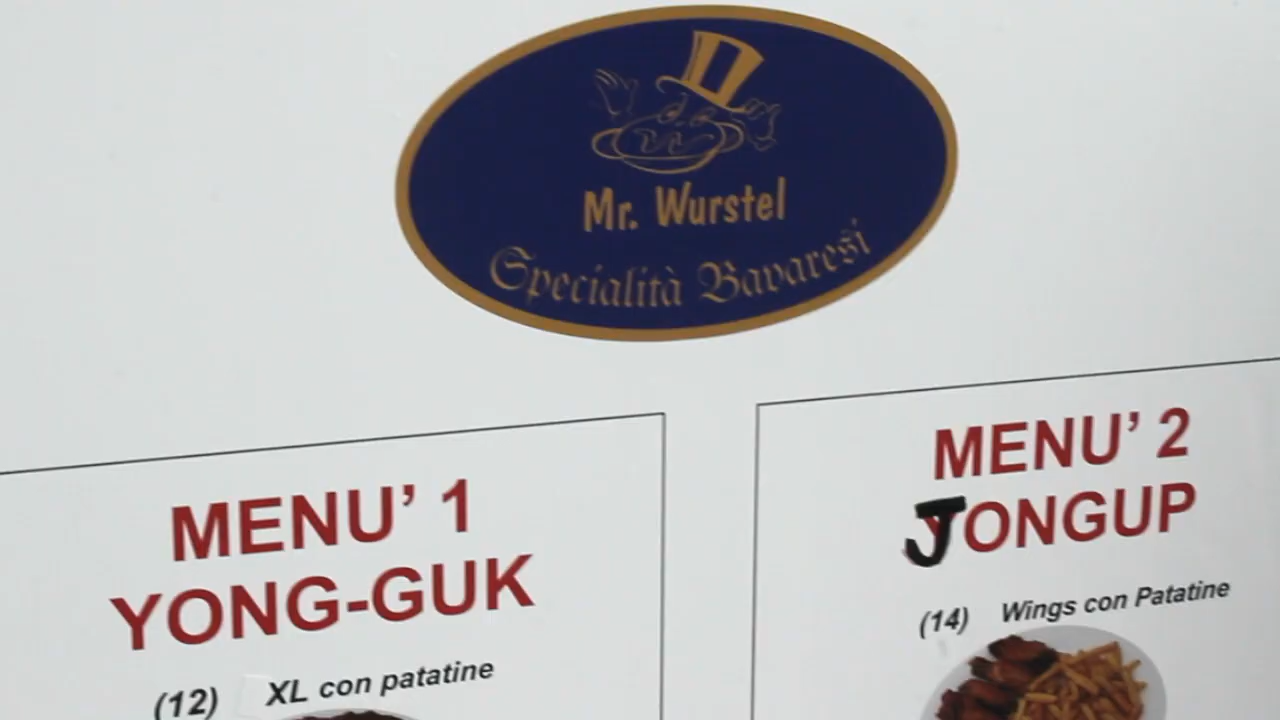 Mr. Wurstel
Specialità Bavaresi
MENU' 1
YONG-GUK
(12) XL con patatine
MENU' 2
JONGUP
(14) Wings con Patatine